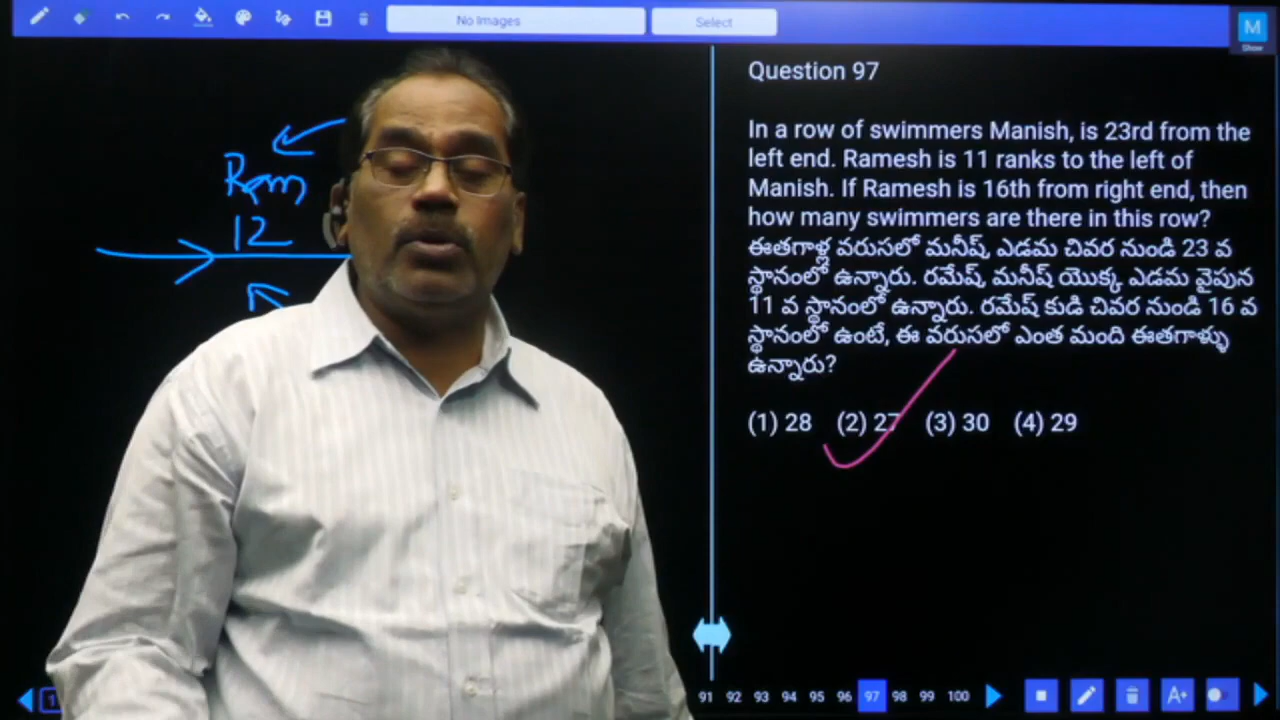 No Images
Select
M
Show
Question 97
In a row of swimmers Manish, is 23rd from the
left end. Ramesh is 11 ranks to the left of
Manish. If Ramesh is 16th from right end, then
how many swimmers are there in this row?
ఈతగాళ్ల వరుసలో మనీష్, ఎడమ చివర నుండి 23 వ
స్థానంలో ఉన్నారు. రమేష్, మనీష్ యొక్క ఎడమ వైపున
11 వ స్థానంలో ఉన్నారు. రమేష్ కుడి చివర నుండి 16 వ
స్థానంలో ఉంటే, ఈ వరుసలో ఎంత మంది ఈతగాళ్ళు
ఉన్నారు?
(1) 28 (2) 27 (3) 30 (4) 29
Ram
12
91 92 93 94 95 96 97 98 99 100
A+